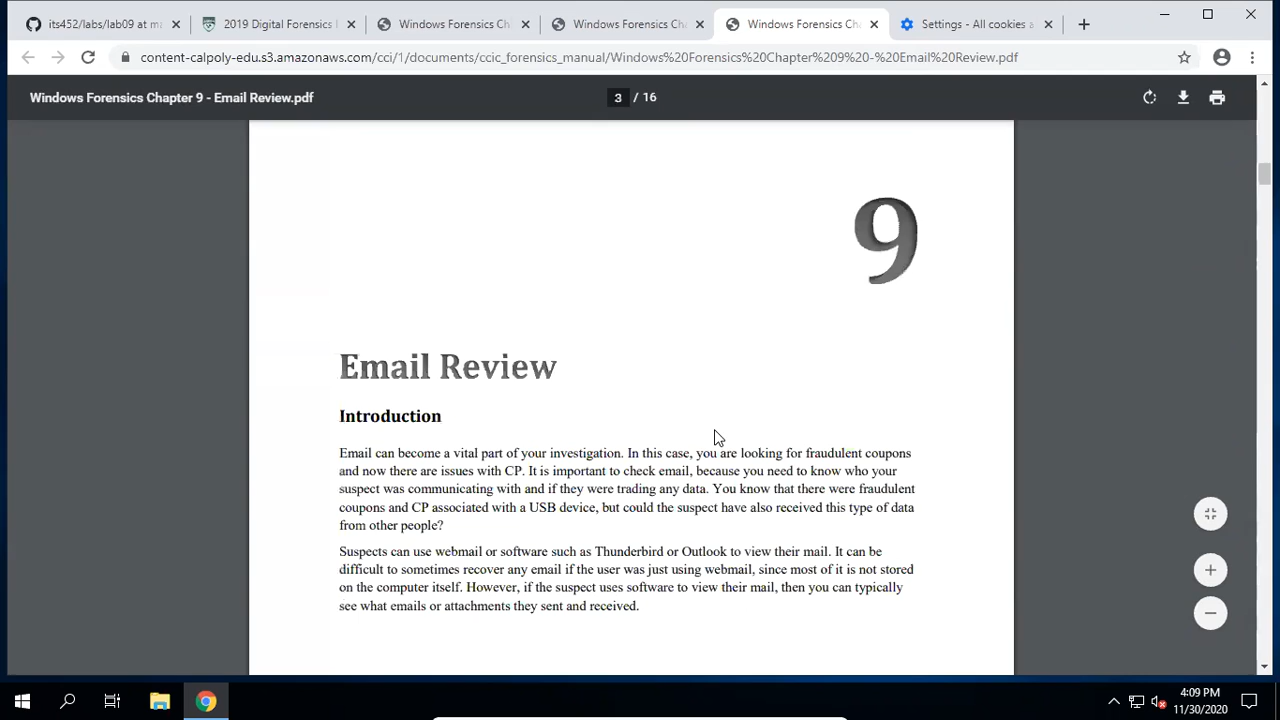 its452/labs/lab09 at m
2019 Digital Forensics
Windows Forensics Ch
Windows Forensics Cha
Windows Forensics Cha
Settings - All cookies a
content-calpoly-edu.s3.amazonaws.com/cci/1/documents/ccic_forensics_manual/Windows%20Forensics%20Chapter%209%20-%20Email%20Review.pdf
Windows Forensics Chapter 9 - Email Review.pdf
3 / 16
9
Email Review
Introduction
Email can become a vital part of your investigation. In this case, you are looking for fraudulent coupons
and now there are issues with CP. It is important to check email, because you need to know who your
suspect was communicating with and if they were trading any data. You know that there were fraudulent
coupons and CP associated with a USB device, but could the suspect have also received this type of data
from other people?
Suspects can use webmail or software such as Thunderbird or Outlook to view their mail. It can be
difficult to sometimes recover any email if the user was just using webmail, since most of it is not stored
on the computer itself. However, if the suspect uses software to view their mail, then you can typically
see what emails or attachments they sent and received.
4:09 PM
11/30/2020